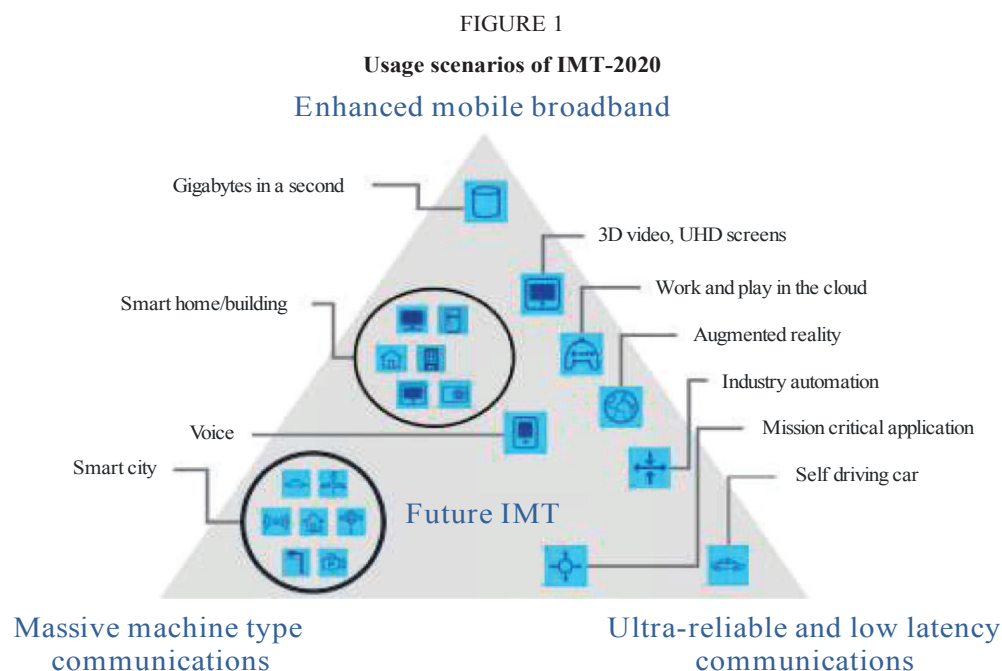 FIGURE 1
Usage scenarios of IMT-2020
Enhanced mobile broadband
Gigabytes in a second
3D video, UHD screens
Smart home/building
Work and play in the cloud
Augmented reality
Industry automation
Voice
Mission critical application
Smart city
Self driving car
Future IMT
Massive machine type
communications
Ultra-reliable and low latency
communications